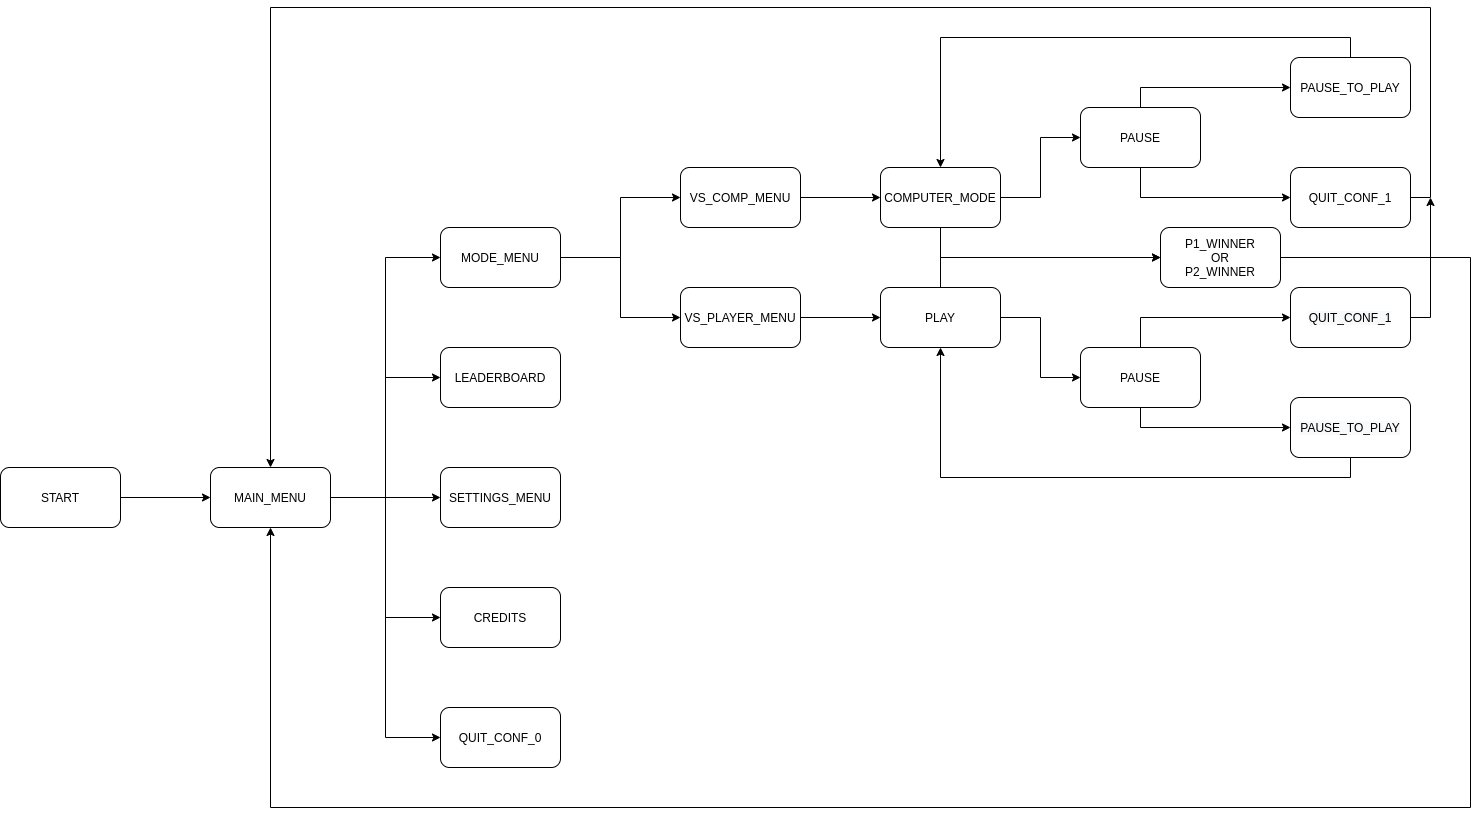 PAUSE_TO_PLAY
PAUSE
VS_COMP_MENU
COMPUTER_MODE
QUIT_CONF_1
MODE_MENU
P1_WINNER
OR
P2_WINNER
VS_PLAYER_MENU
PLAY
QUIT_CONF_1
LEADERBOARD
PAUSE
PAUSE_TO_PLAY
START
MAIN_MENU
SETTINGS_MENU
CREDITS
QUIT_CONF_0